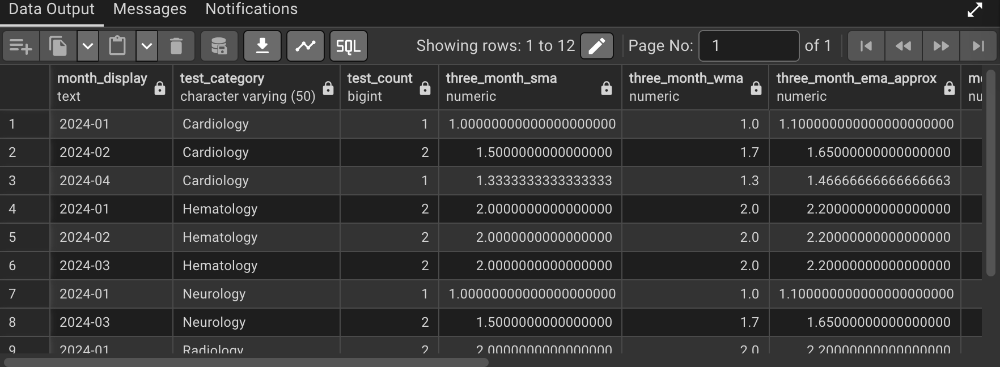 Data Output Messages Notifications
SQL Showing rows: 1 to 12 Page No: 1 of 1
month_display test_category test_count three_month_sma three_month_wma three_month_ema_approx
text character varying (50) bigint numeric numeric numeric nu
1 2024-01 Cardiology 1 1.00000000000000000000 1.0 1.100000000000000000000
2 2024-02 Cardiology 2 1.5000000000000000 1.7 1.65000000000000000
3 2024-04 Cardiology 1 1.3333333333333333 1.3 1.46666666666666663
4 2024-01 Hematology 2 2.0000000000000000 2.0 2.20000000000000000
5 2024-02 Hematology 2 2.0000000000000000 2.0 2.20000000000000000
6 2024-03 Hematology 2 2.0000000000000000 2.0 2.20000000000000000
7 2024-01 Neurology 1 1.00000000000000000000 1.0 1.100000000000000000000
8 2024-03 Neurology 2 1.5000000000000000 1.7 1.65000000000000000
9 2024-01 Radiology 2 2.0000000000000000 2.0 2.20000000000000000